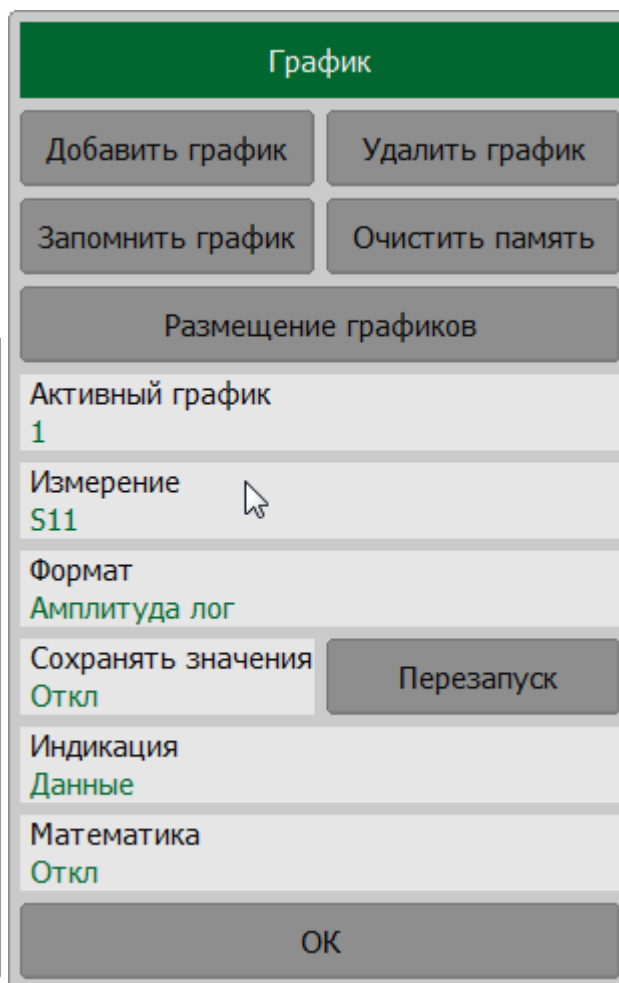 График
Добавить график
Удалить график
Запомнить график
Очистить память
Размещение графиков
Активный график
1
Измерение
S11
Формат
Амплитуда лог
Сохранять значения
Откл
Перезапуск
Индикация
Данные
Математика
Откл
ОК